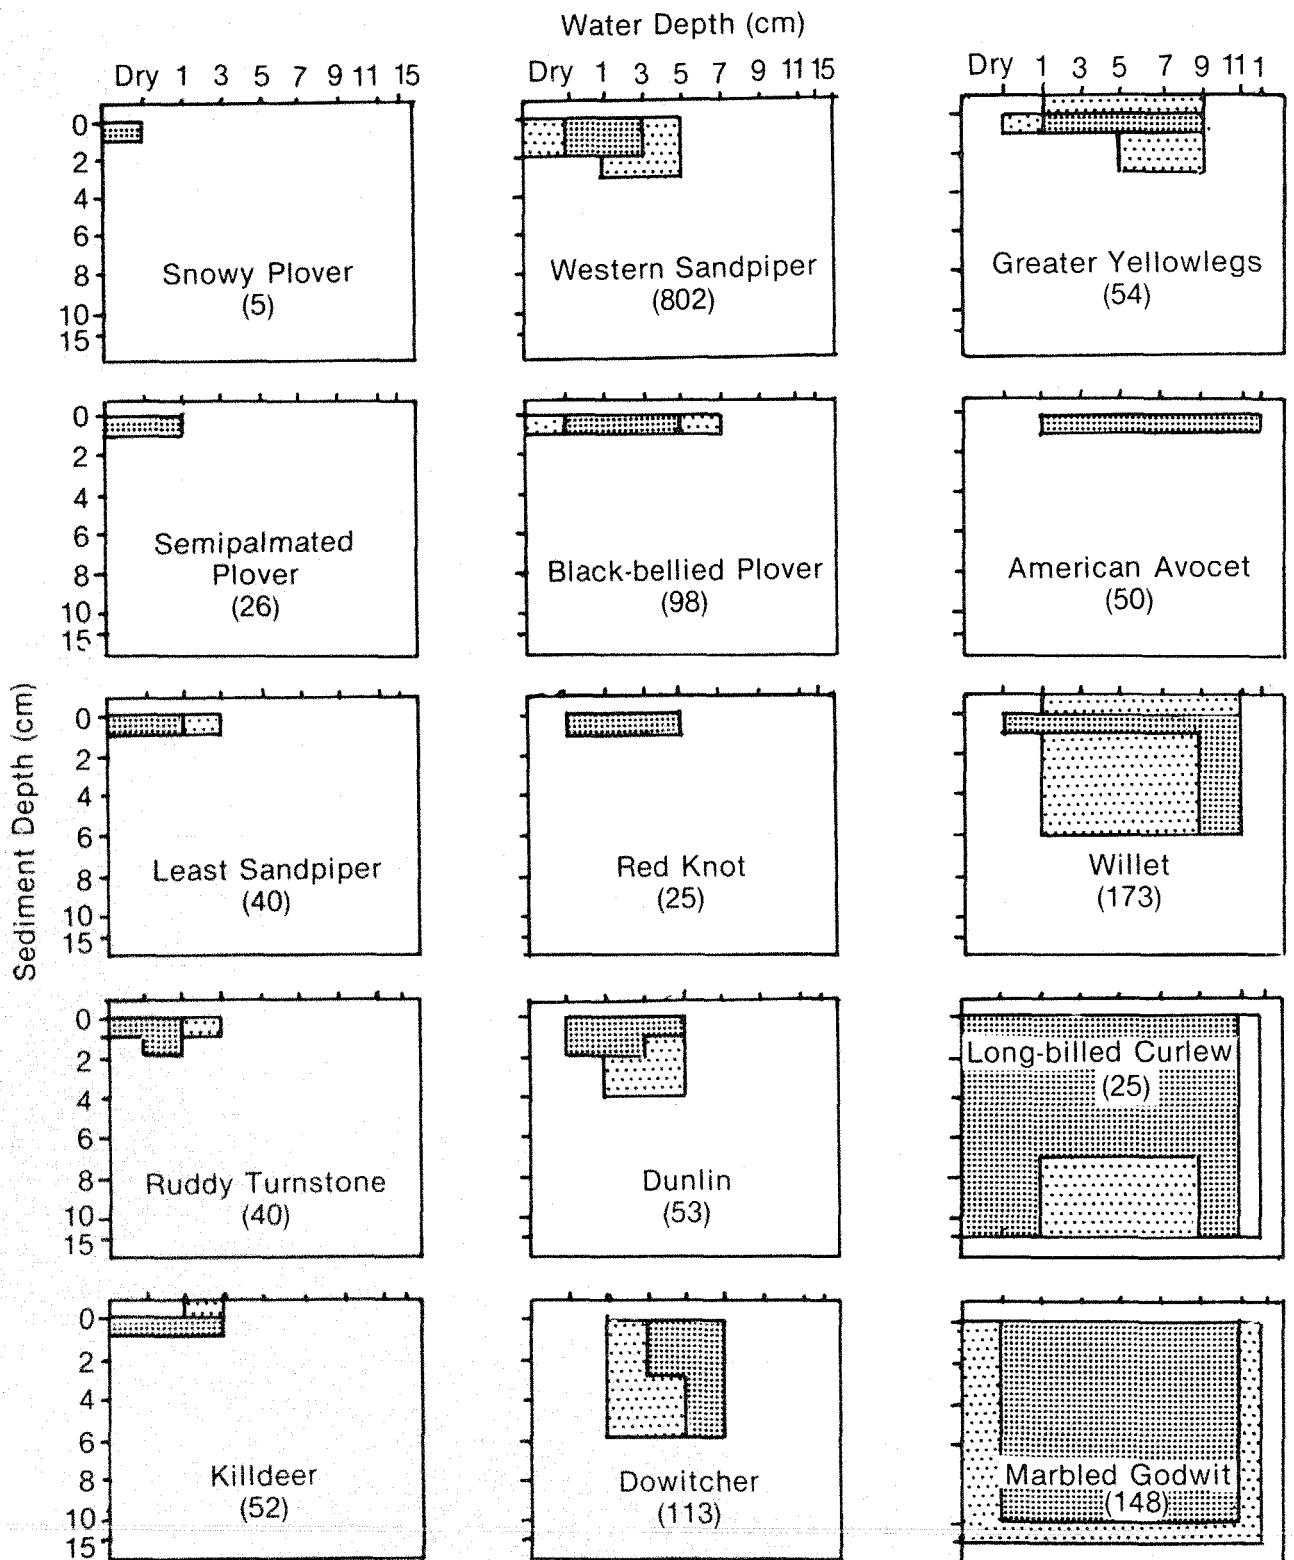 Water Depth (cm)
Dry 1 3 5 7 9 11 15
Dry 1 3 5 7 9 11 15
Dry 1 3 5 7 9 11 1
Sediment Depth (cm)
0
2
4
6
8
10
15
Snowy Plover
(5)
Western Sandpiper
(802)
Greater Yellowlegs
(54)
0
2
4
6
8
10
15
Semipalmated
Plover
(26)
Black-bellied Plover
(98)
American Avocet
(50)
0
2
4
6
8
10
15
Least Sandpiper
(40)
Red Knot
(25)
Willet
(173)
0
2
4
6
8
10
15
Ruddy Turnstone
(40)
Dunlin
(53)
Long-billed Curlew
(25)
0
2
4
6
8
10
15
Killdeer
(52)
Dowitcher
(113)
Marbled Godwit
(148)